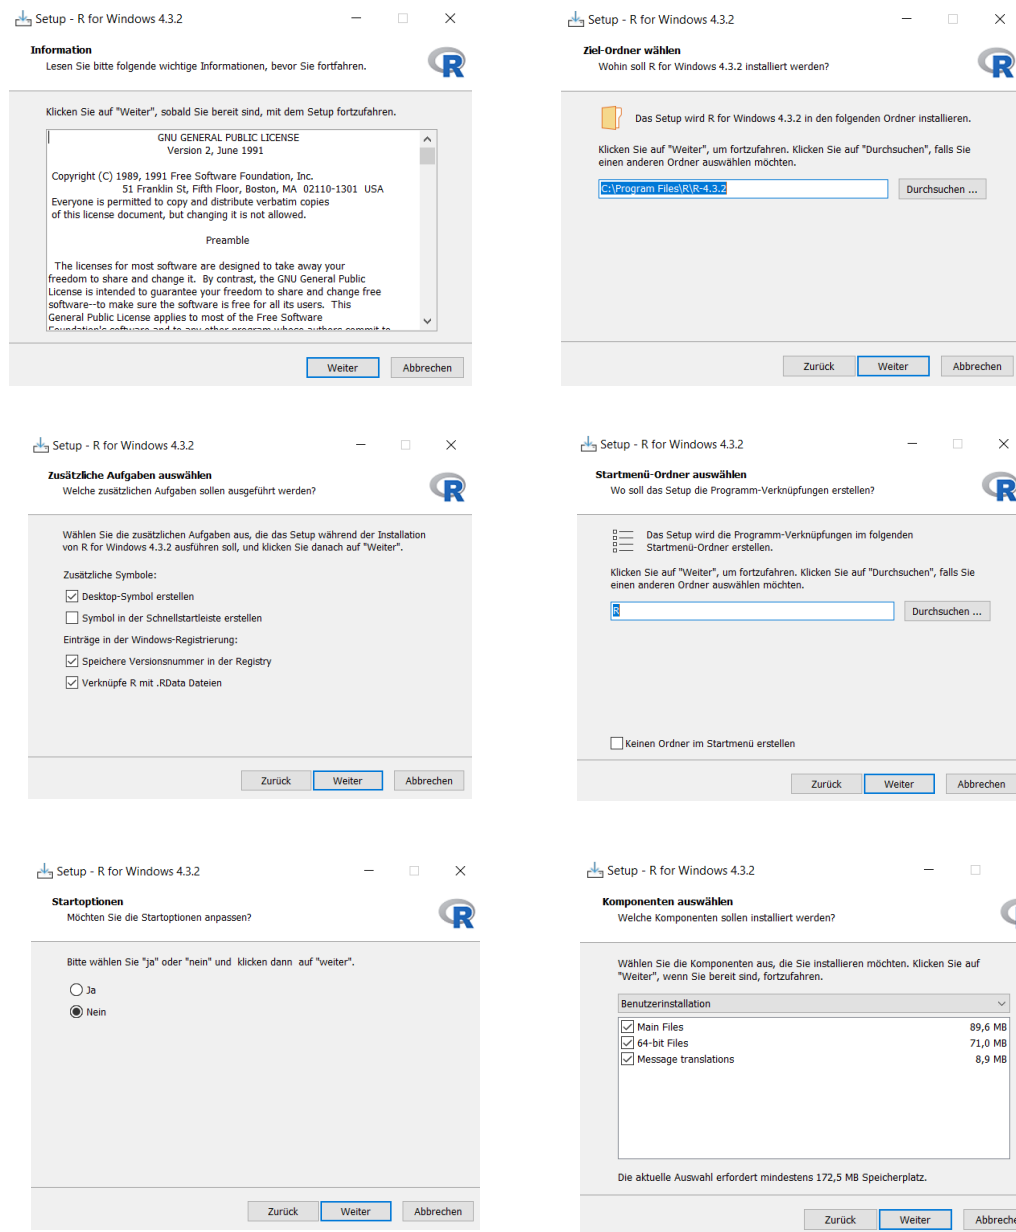 Setup - R for Windows 4.3.2
Information
Lesen Sie bitte folgende wichtige Informationen, bevor Sie fortfahren.
R
Klicken Sie auf "Weiter", sobald Sie bereit sind, mit dem Setup fortzufahren.
GNU GENERAL PUBLIC LICENSE
Version 2, June 1991
Copyright (C) 1989, 1991 Free Software Foundation, Inc.
51 Franklin St, Fifth Floor, Boston, MA 02110-1301 USA
Everyone is permitted to copy and distribute verbatim copies
of this license document, but changing it is not allowed.
Preamble
The licenses for most software are designed to take away your
freedom to share and change it. By contrast, the GNU General Public
License is intended to guarantee your freedom to share and change free
software--to make sure the software is free for all its users. This
General Public License applies to most of the Free Software
Foundation's software and to any other program whose authors commit to
Weiter Abbrechen
Setup - R for Windows 4.3.2
Ziel-Ordner wählen
Wohin soll R for Windows 4.3.2 installiert werden?
R
Das Setup wird R for Windows 4.3.2 in den folgenden Ordner installieren.
Klicken Sie auf "Weiter", um fortzufahren. Klicken Sie auf "Durchsuchen", falls Sie
einen anderen Ordner auswählen möchten.
C:\Program Files\R\R-4.3.2 Durchsuchen ...
Zurück Weiter Abbrechen
Setup - R for Windows 4.3.2
Zusätzliche Aufgaben auswählen
Welche zusätzlichen Aufgaben sollen ausgeführt werden?
R
Wählen Sie die zusätzlichen Aufgaben aus, die das Setup während der Installation
von R for Windows 4.3.2 ausführen soll, und klicken Sie danach auf "Weiter".
Zusätzliche Symbole:
Desktop-Symbol erstellen
Symbol in der Schnellstartleiste erstellen
Einträge in der Windows-Registrierung:
Speichere Versionsnummer in der Registry
Verknüpfe R mit .RData Dateien
Zurück Weiter Abbrechen
Setup - R for Windows 4.3.2
Startmenü-Ordner auswählen
Wo soll das Setup die Programm-Verknüpfungen erstellen?
R
Das Setup wird die Programm-Verknüpfungen im folgenden
Startmenü-Ordner erstellen.
Klicken Sie auf "Weiter", um fortzufahren. Klicken Sie auf "Durchsuchen", falls Sie
einen anderen Ordner auswählen möchten.
R Durchsuchen ...
Keinen Ordner im Startmenü erstellen
Zurück Weiter Abbrechen
Setup - R for Windows 4.3.2
Startoptionen
Möchten Sie die Startoptionen anpassen?
R
Bitte wählen Sie "ja" oder "nein" und klicken dann auf "weiter".
Ja
Nein
Zurück Weiter Abbrechen
Setup - R for Windows 4.3.2
Komponenten auswählen
Welche Komponenten sollen installiert werden?
Wählen Sie die Komponenten aus, die Sie installieren möchten. Klicken Sie auf
"Weiter", wenn Sie bereit sind, fortzufahren.
Benutzerinstallation
Main Files 89,6 MB
64-bit Files 71,0 MB
Message translations 8,9 MB
Die aktuelle Auswahl erfordert mindestens 172,5 MB Speicherplatz.
Zurück Weiter Abbreche